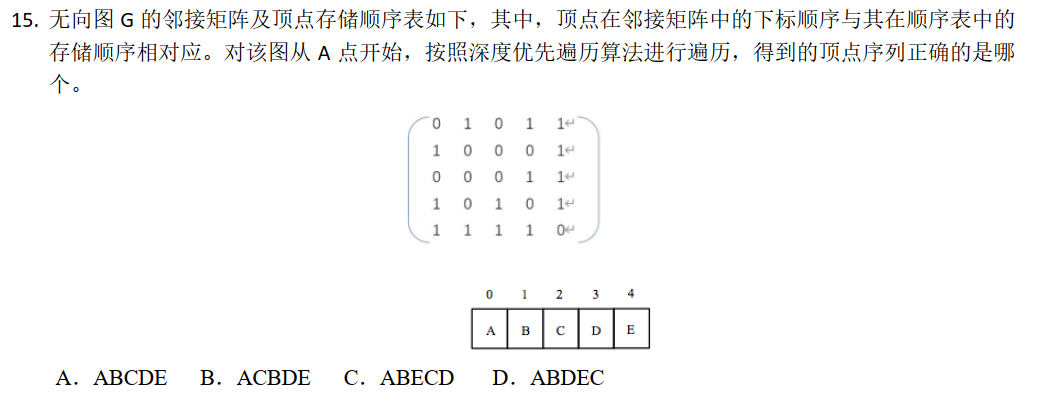 15. 无向图 G 的邻接矩阵及顶点存储顺序表如下，其中，顶点在邻接矩阵中的下标顺序与其在顺序表中的
存储顺序相对应。对该图从 A 点开始，按照深度优先遍历算法进行遍历，得到的顶点序列正确的是哪
个。
0 1 0 1 1↵
1 0 0 0 1↵
0 0 0 1 1↵
1 0 1 0 1↵
1 1 1 1 0↵
0 1 2 3 4
A B C D E
A．ABCDE B．ACBDE C．ABECD D．ABDEC